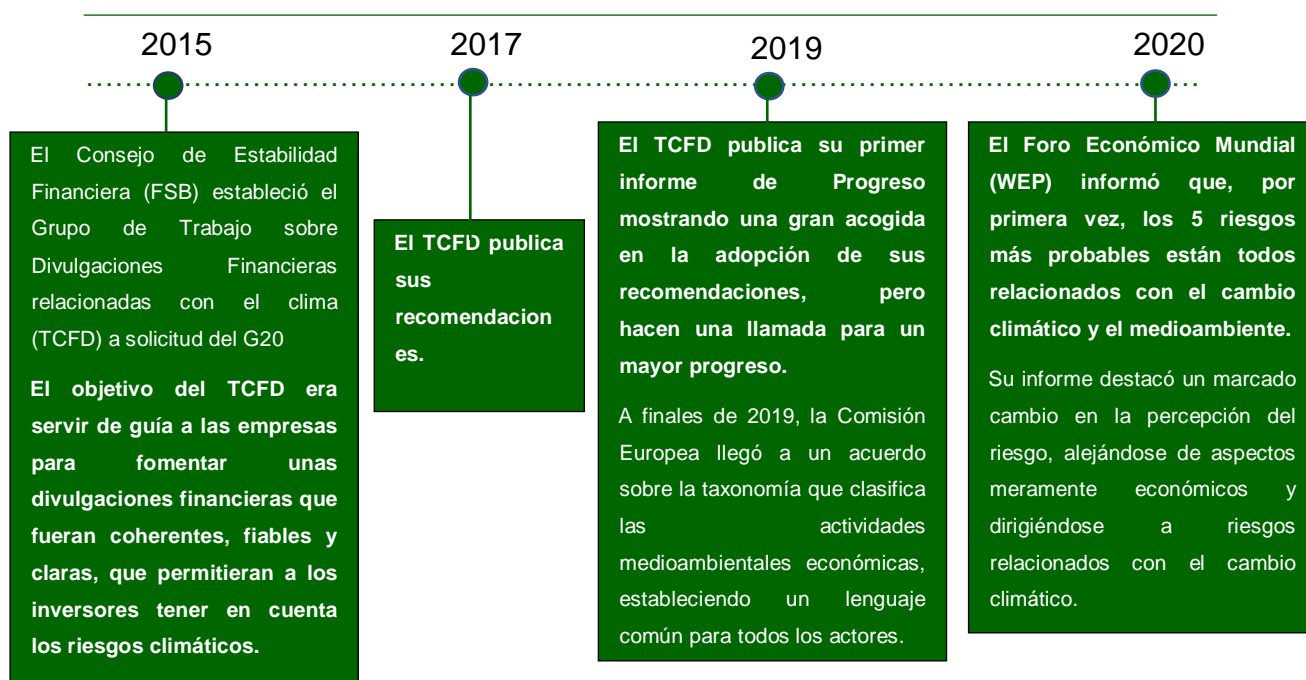 2015
2017
2019
2020
El Consejo de Estabilidad
Financiera (FSB) estableció el
Grupo de Trabajo sobre
Divulgaciones Financieras
relacionadas con el clima
(TCFD) a solicitud del G20
El objetivo del TCFD era
servir de guía a las empresas
para fomentar unas
divulgaciones financieras que
fueran coherentes, fiables y
claras, que permitieran a los
inversores tener en cuenta
los riesgos climáticos.
El TCFD publica
sus
recomendacion
es.
El TCFD publica su primer
informe de Progreso
mostrando una gran acogida
en la adopción de sus
recomendaciones, pero
hacen una llamada para un
mayor progreso.
A finales de 2019, la Comisión
Europea llegó a un acuerdo
sobre la taxonomía que clasifica
las actividades
medioambientales económicas,
estableciendo un lenguaje
común para todos los actores.
El Foro Económico Mundial
(WEP) informó que, por
primera vez, los 5 riesgos
más probables están todos
relacionados con el cambio
climático y el medioambiente.
Su informe destacó un marcado
cambio en la percepción del
riesgo, alejándose de aspectos
meramente económicos y
dirigiéndose a riesgos
relacionados con el cambio
climático.